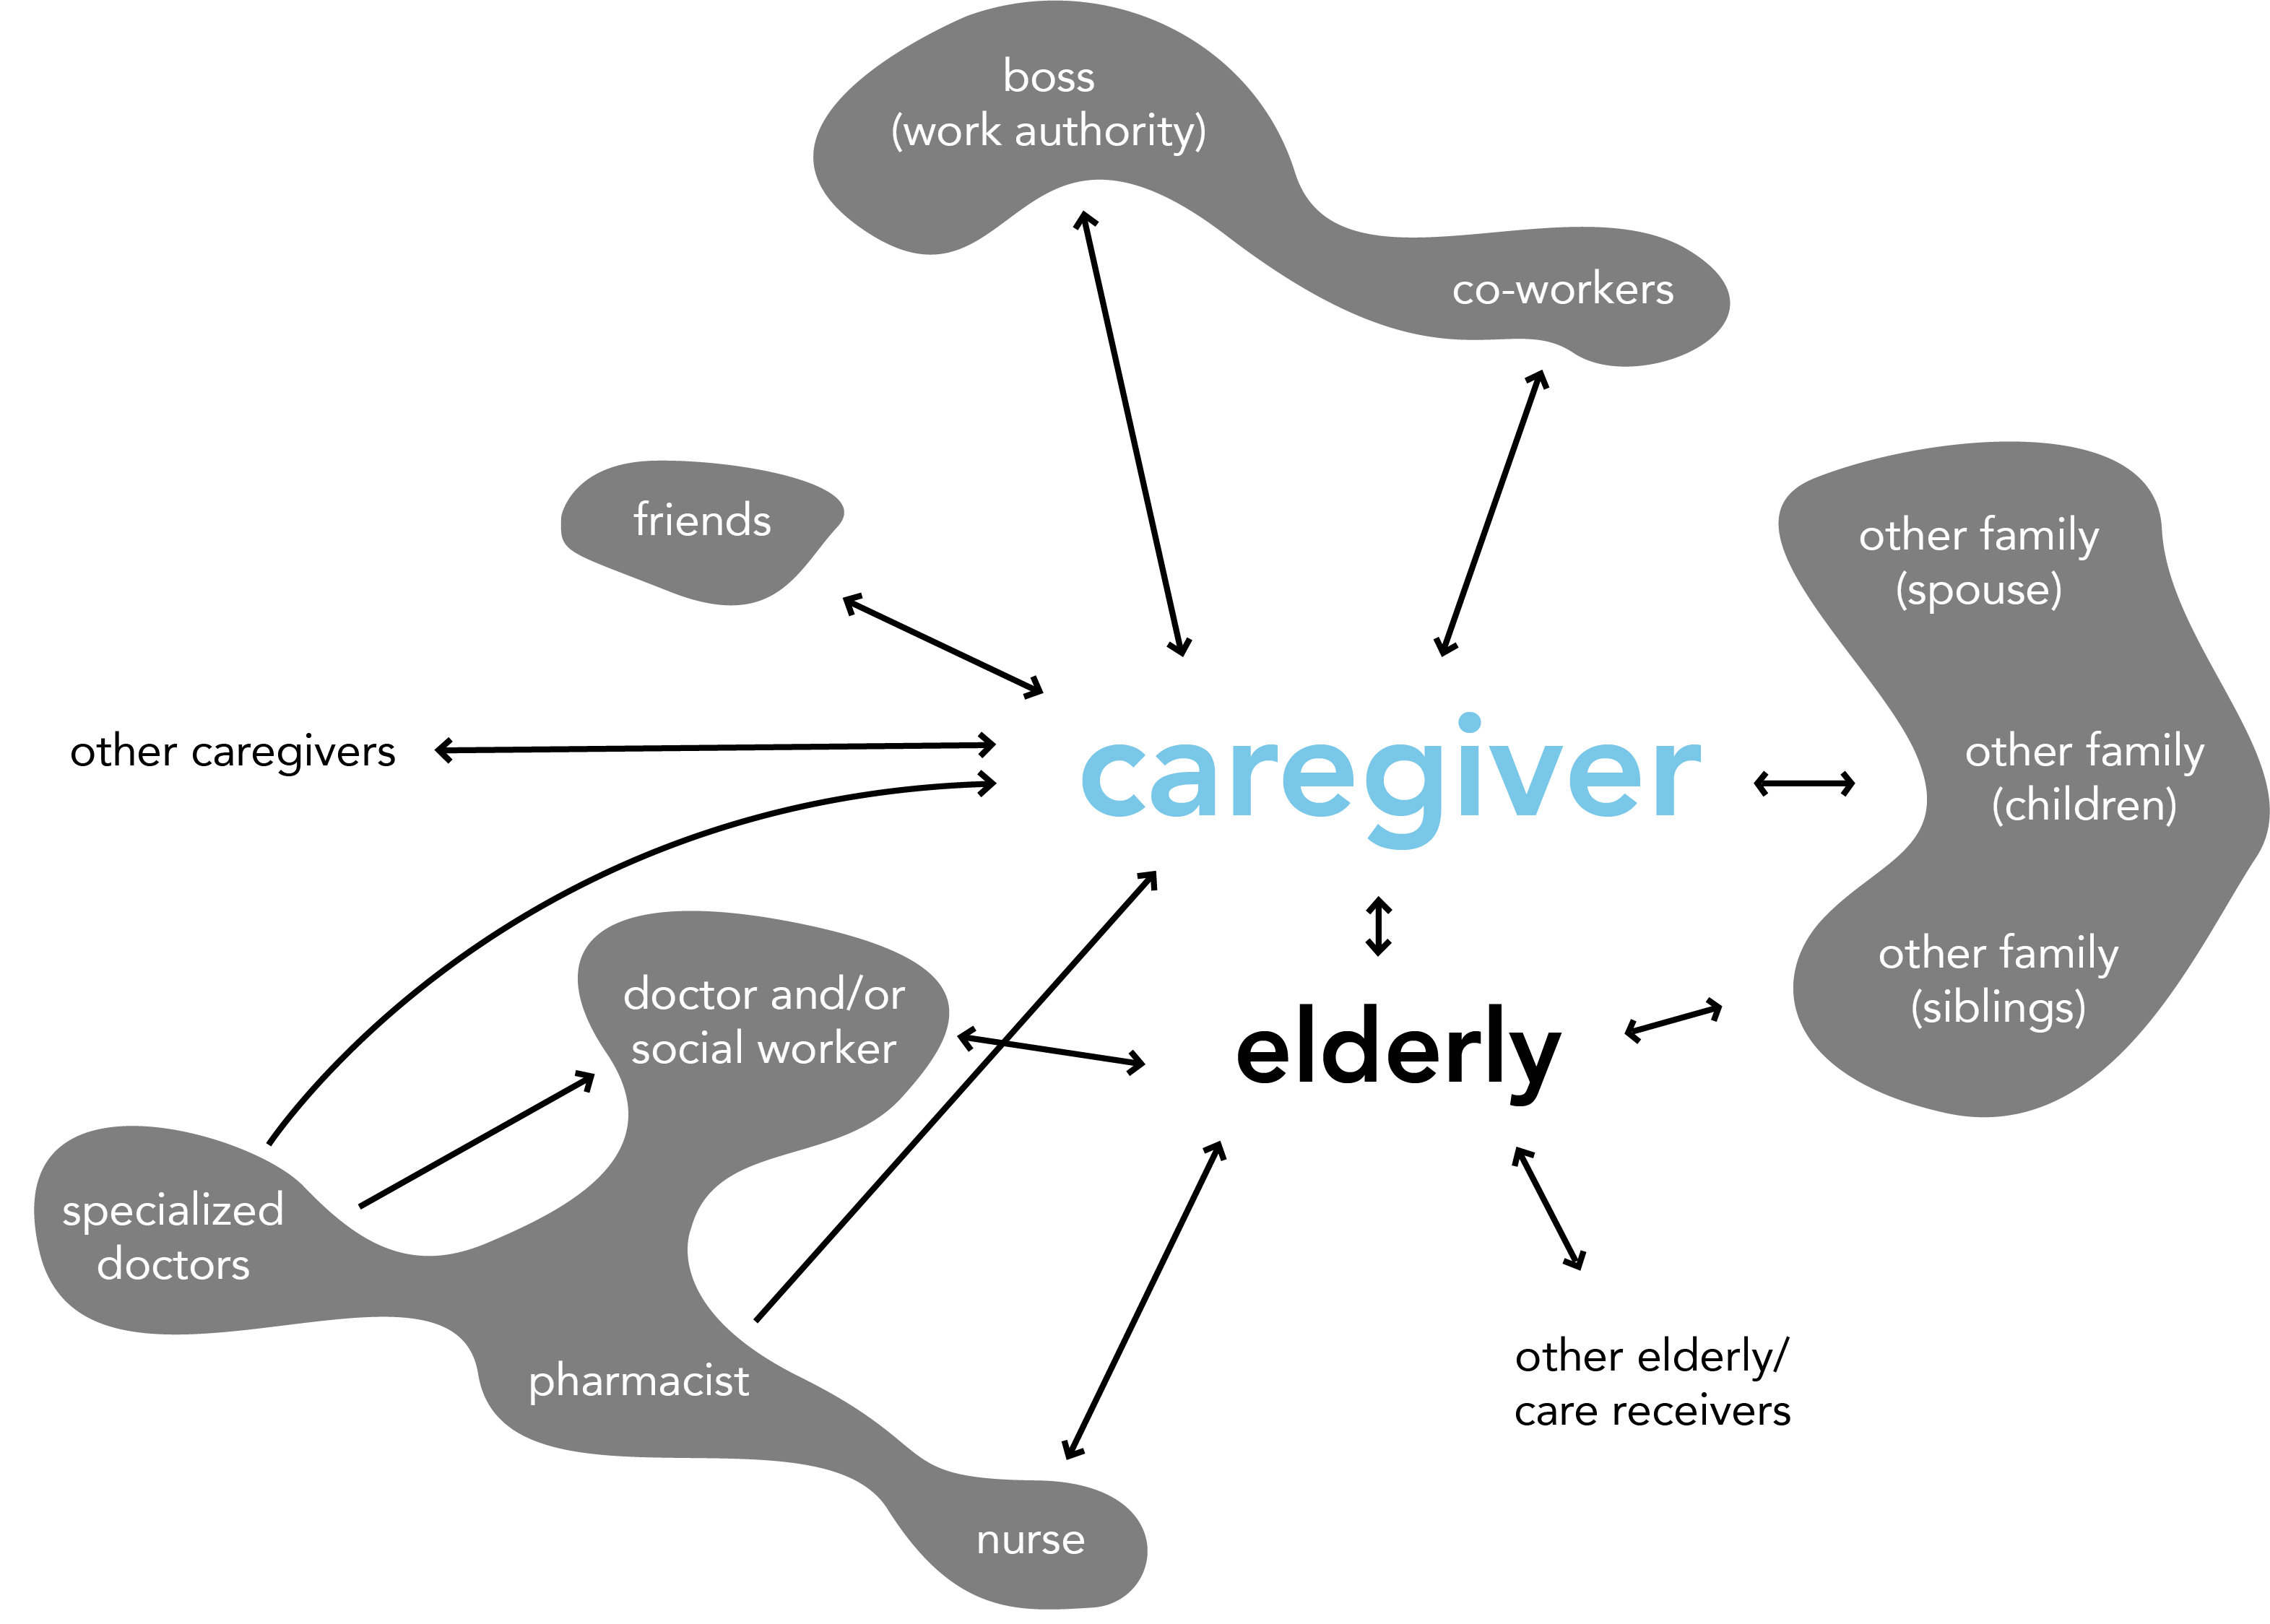 boss
(work authority)
co-workers
friends
other family
(spouse)
other caregivers
caregiver
other family
(children)
other family
(siblings)
doctor and/or
social worker
elderly
specialized
doctors
pharmacist
other elderly/
care receivers
nurse